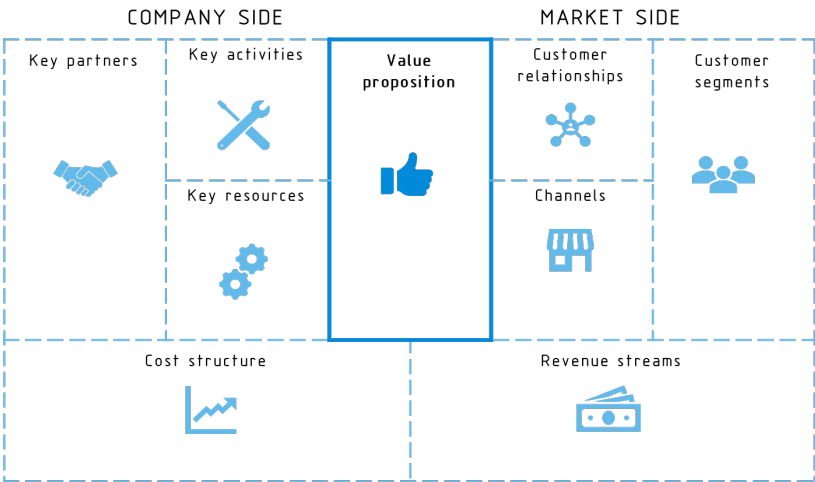 COMPANY SIDE
MARKET SIDE
Key partners
Key activities
Key resources
Value
proposition
Customer
relationships
Channels
Customer
segments
Cost structure
Revenue streams